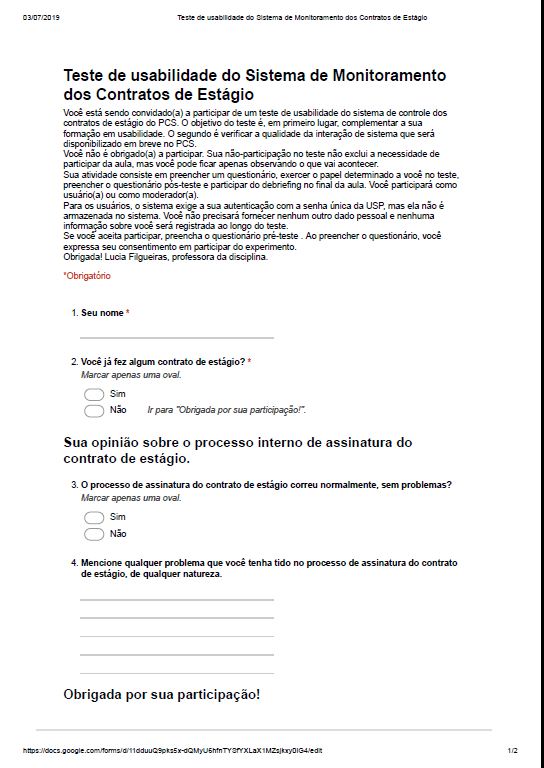 03/07/2019 Teste de usabilidade do Sistema de Monitoramento dos Contratos de Estágio
Teste de usabilidade do Sistema de Monitoramento
dos Contratos de Estágio
Você está sendo convidado(a) a participar de um teste de usabilidade do sistema de controle dos
contratos de estágio do PCS. O objetivo do teste é, em primeiro lugar, complementar a sua
formação em usabilidade. O segundo é verificar a qualidade da interação de sistema que será
disponibilizado em breve no PCS.
Você não é obrigado(a) a participar. Sua não-participação no teste não exclui a necessidade de
participar da aula, mas você pode ficar apenas observando o que vai acontecer.
Sua atividade consiste em preencher um questionário, exercer o papel determinado a você no teste,
preencher o questionário pós-teste e participar do debriefing no final da aula. Você participará como
usuário(a) ou como moderador(a).
Para os usuários, o sistema exige a sua autenticação com a senha única da USP, mas ela não é
armazenada no sistema. Você não precisará fornecer nenhum outro dado pessoal e nenhuma
informação sobre você será registrada ao longo do teste.
Se você aceita participar, preencha o questionário pré-teste . Ao preencher o questionário, você
expressa seu consentimento em participar do experimento.
Obrigada! Lucia Filgueiras, professora da disciplina.
*Obrigatório
1. Seu nome *
2. Você já fez algum contrato de estágio? *
Marcar apenas uma oval.
Sim
Não Ir para "Obrigada por sua participação!".
Sua opinião sobre o processo interno de assinatura do
contrato de estágio.
3. O processo de assinatura do contrato de estágio correu normalmente, sem problemas?
Marcar apenas uma oval.
Sim
Não
4. Mencione qualquer problema que você tenha tido no processo de assinatura do contrato
de estágio, de qualquer natureza.
Obrigada por sua participação!
1/2